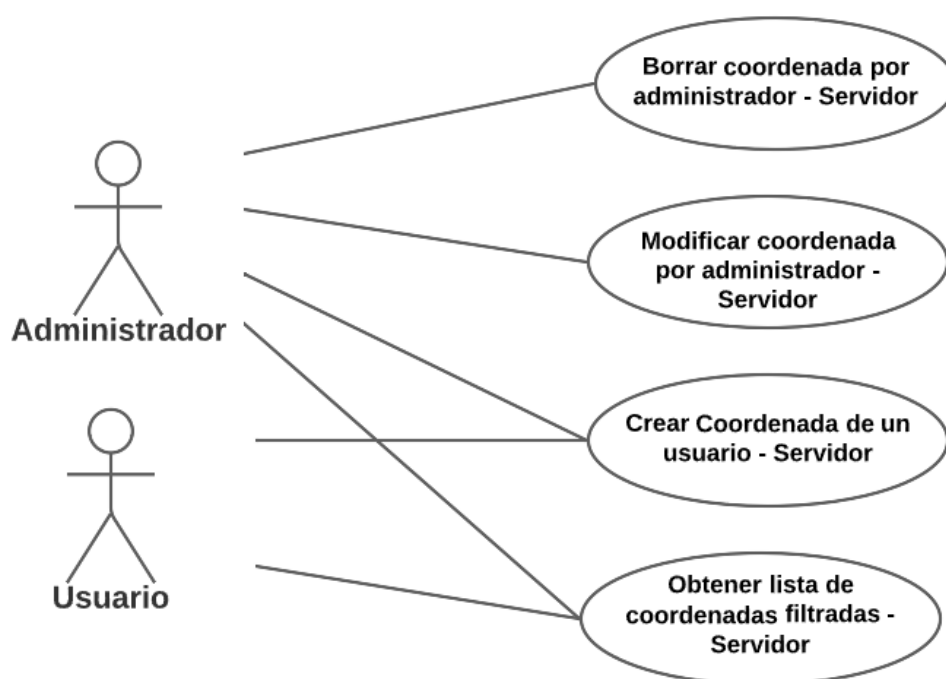 Borrar coordenada por
administrador - Servidor
Administrador
Modificar coordenada
por administrador -
Servidor
Crear Coordenada de un
usuario - Servidor
Usuario
Obtener lista de
coordenadas filtradas -
Servidor